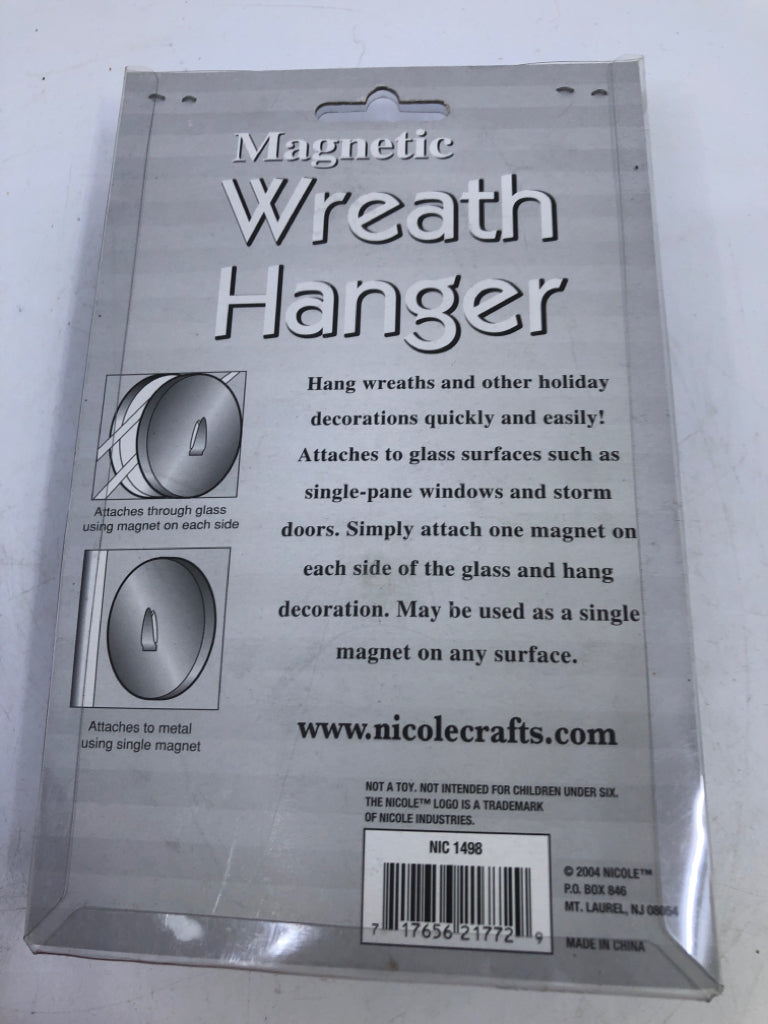 Magnetic
Wreath
Hanger
Hang wreaths and other holiday
decorations quickly and easily!
Attaches to glass surfaces such as
single-pane windows and storm
doors. Simply attach one magnet on
each side of the glass and hang
decoration. May be used as a single
magnet on any surface.
Attaches through glass
using magnet on each side
Attaches to metal
using single magnet
www.nicolecrafts.com
NOT A TOY. NOT INTENDED FOR CHILDREN UNDER SIX.
THE NICOLE™ LOGO IS A TRADEMARK
OF NICOLE INDUSTRIES.
NIC 1498
7 17656 21772 9
© 2004 NICOLE™
P.O. BOX 846
MT. LAUREL, NJ 08054
MADE IN CHINA